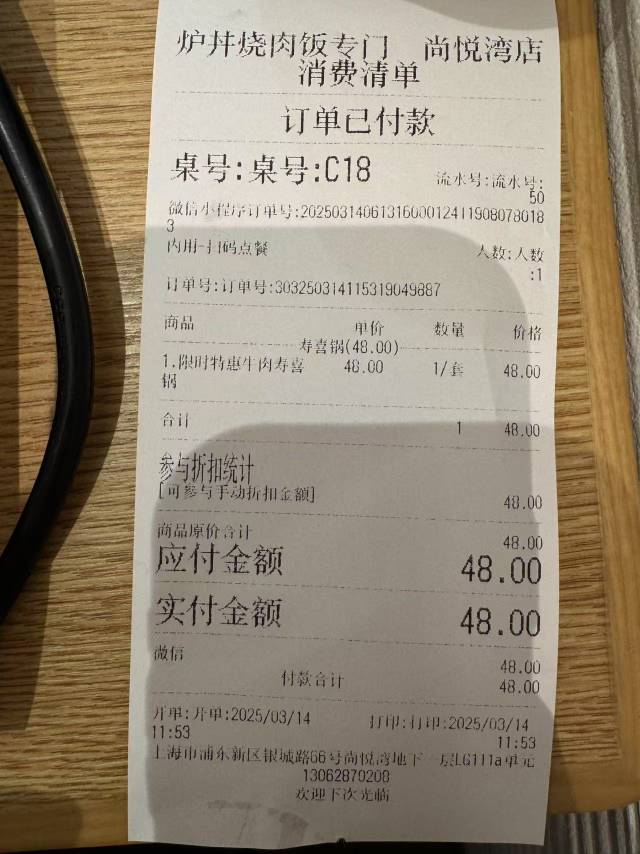 炉丼烧肉饭专门 尚悦湾店
消费清单
订单已付款
桌号:桌号:C18 流水号:流水号:
50
微信小程序订单号:2025031406131600012411908078018
3
内用-扫码点餐 人数:人数
:1
订单号:订单号:303250314115319049887
商品 单价 数量 价格
寿喜锅(48.00)
1.限时特惠牛肉寿喜 48.00 1/套 48.00
锅
合计 1 48.00
参与折扣统计
[可参与手动折扣金额] 48.00
商品原价合计 48.00
应付金额 48.00
实付金额 48.00
微信 48.00
付款合计 48.00
开单:开单:2025/03/14 打印:打印:2025/03/14
11:53 11:53
上海市浦东新区银城路66号尚悦湾地下一层LG111a单元
13062870208
欢迎下次光临